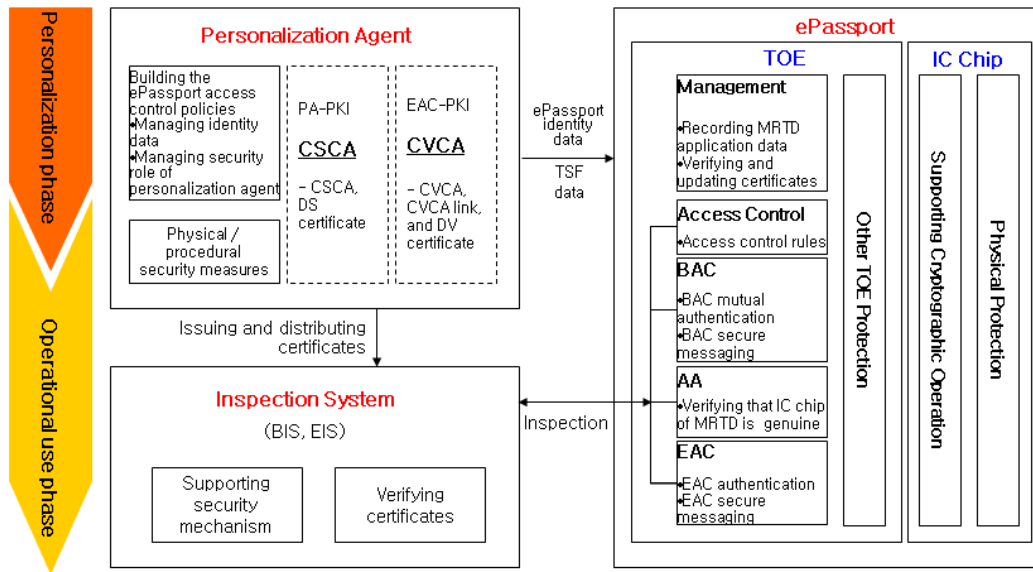 Personalization phase
Operational use phase
Personalization Agent
Building the
ePassport access
control policies
•Managing identity
data
•Managing security
role of
personalization agent
Physical /
procedural
security measures
PA-PKI
CSCA
- CSCA,
DS
certificate
EAC-PKI
CVCA
- CVCA,
CVCA link,
and DV
certificate
ePassport
identity
data
TSF
data
Issuing and distributing
certificates
Inspection System
(BIS, EIS)
Supporting
security
mechanism
Verifying
certificates
Inspection
ePassport
TOE
Management
•Recording MRTD
application data
•Verifying and
updating certificates
Access Control
•Access control rules
BAC
•BAC mutual
authentication
•BAC secure
messaging
AA
•Verifying that IC chip
of MRTD is genuine
EAC
•EAC authentication
•EAC secure
messaging
Other TOE Protection
IC Chip
Supporting Cryptographic Operation
Physical Protection